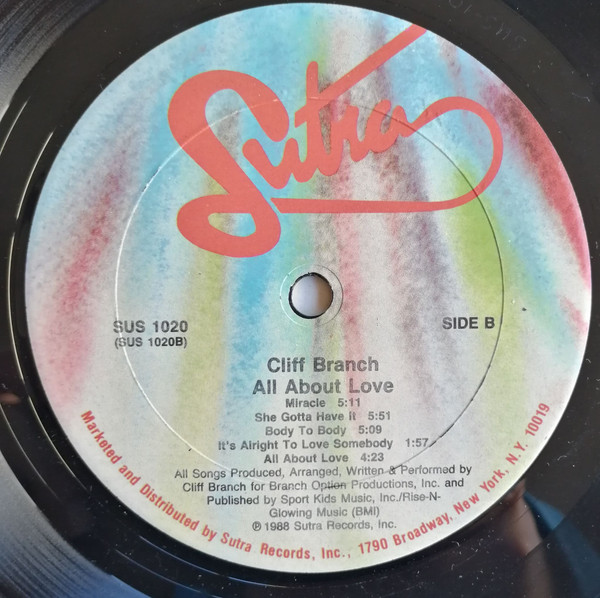 Sutra
SUS 1020
(SUS 1020B)
SIDE B
Cliff Branch
All About Love
Miracle 5:11
She Gotta Have it 5:51
Body To Body 5:09
It's Alright To Love Somebody 1:57
All About Love 4:23
All Songs Produced, Arranged, Written & Performed by
Cliff Branch for Branch Option Productions, Inc. and
Published by Sport Kids Music, Inc./Rise-N-
Glowing Music (BMI)
℗ 1988 Sutra Records, Inc.
Marketed and Distributed by Sutra Records, Inc., 1790 Broadway, New York, N.Y. 10019